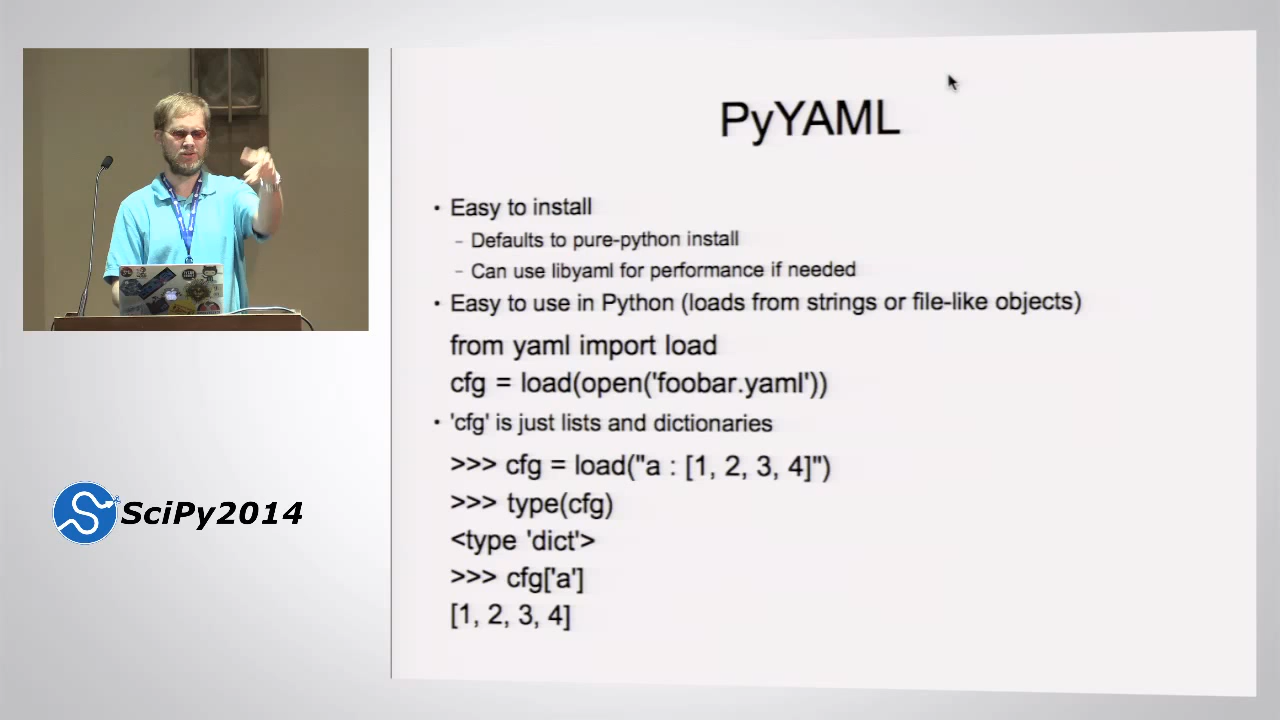 PyYAML
• Easy to install
– Defaults to pure-python install
– Can use libyaml for performance if needed
• Easy to use in Python (loads from strings or file-like objects)
from yaml import load
cfg = load(open('foobar.yaml'))
• 'cfg' is just lists and dictionaries
>>> cfg = load("a : [1, 2, 3, 4]")
>>> type(cfg)
<type 'dict'>
>>> cfg['a']
[1, 2, 3, 4]
SciPy2014